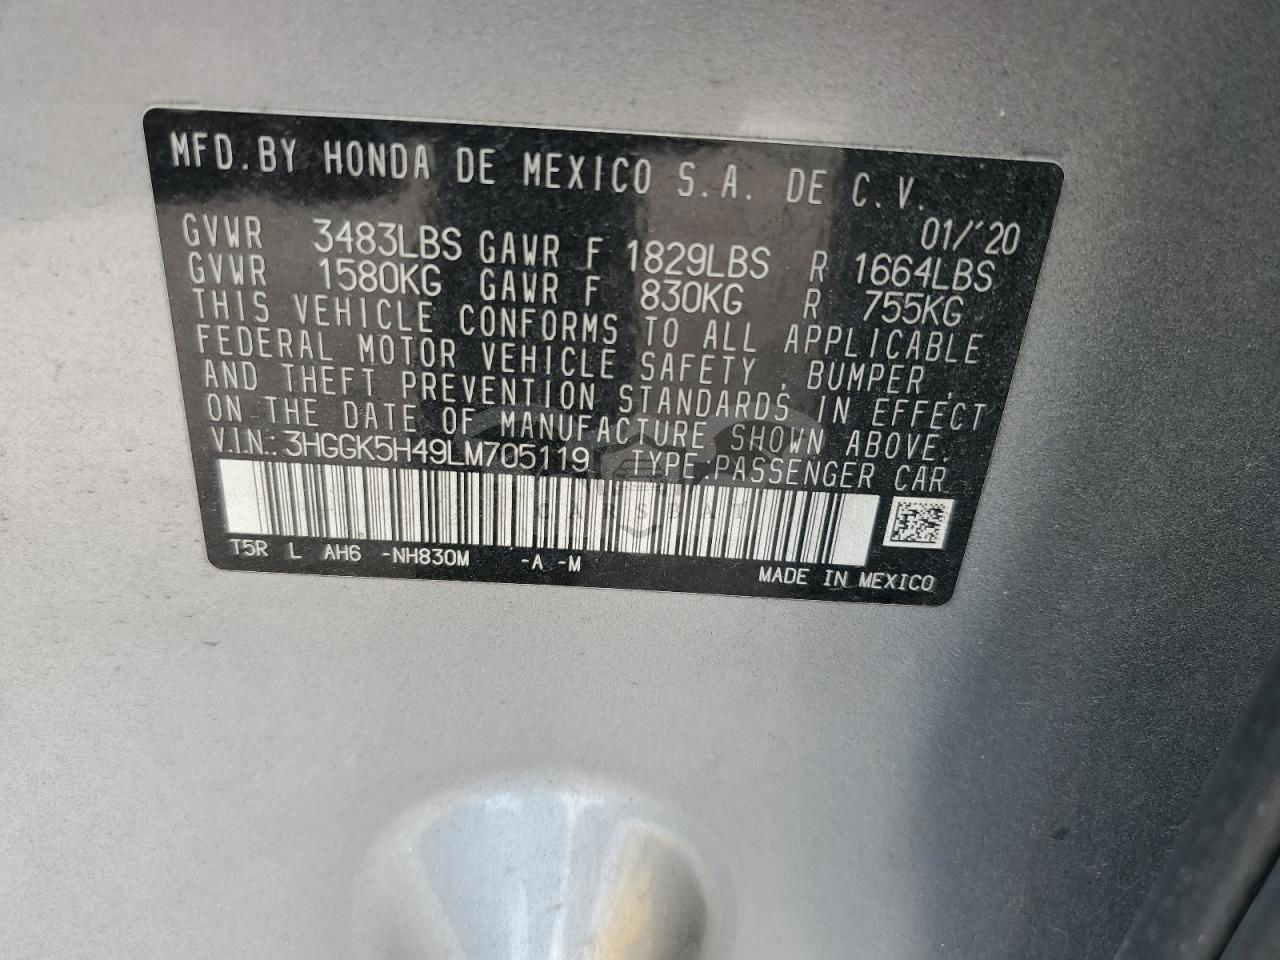 MFD.BY HONDA DE MEXICO S.A. DE C.V.
01/'20
GVWR 3483LBS GAWR F 1829LBS R 1664LBS
GVWR 1580KG GAWR F 830KG R 755KG
THIS VEHICLE CONFORMS TO ALL APPLICABLE
FEDERAL MOTOR VEHICLE SAFETY, BUMPER,
AND THEFT PREVENTION STANDARDS IN EFFECT
ON THE DATE OF MANUFACTURE SHOWN ABOVE.
V.I.N.: 3HGGK5H49LM705119 TYPE:PASSENGER CAR
T5R L AH6 -NH830M -A -M
MADE IN MEXICO